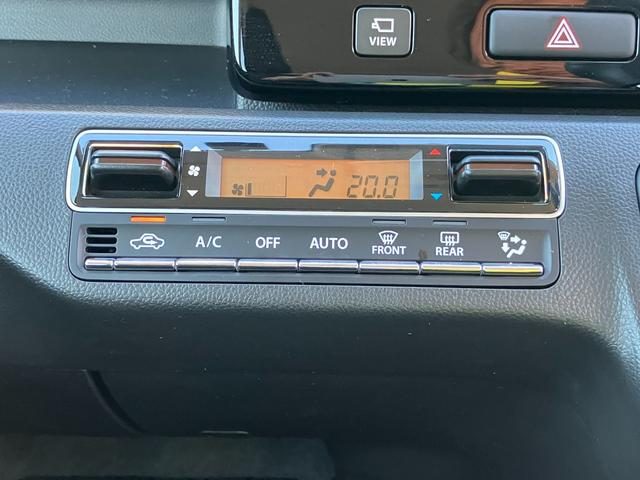 VIEW
20.0
A/C OFF AUTO FRONT REAR